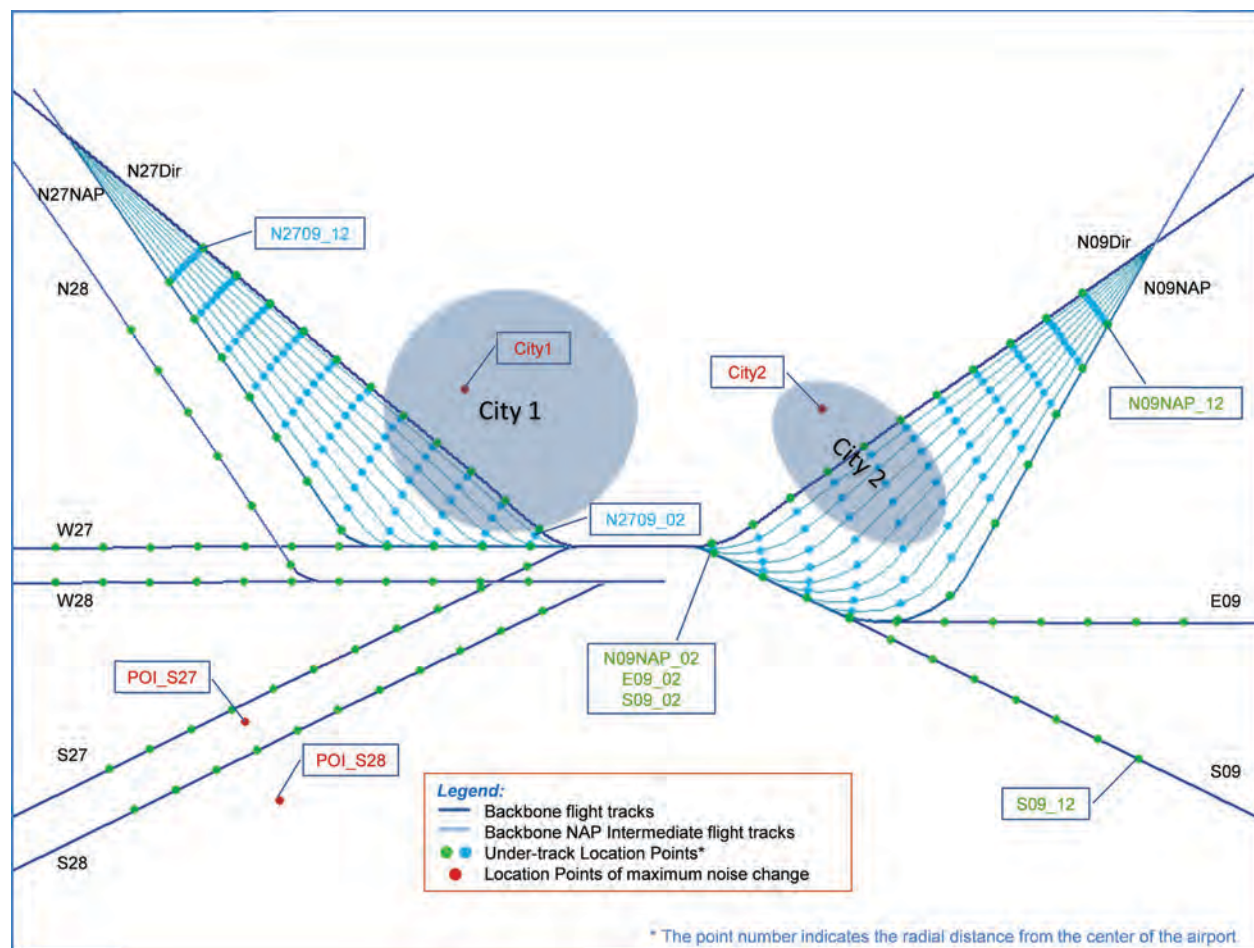 N27Dir
N27NAP
N2709_12
N09Dir
N28
N09NAP
City1
City2
City 1
N09NAP_12
City 2
W27
N2709_02
W28
E09
N09NAP_02
E09_02
S09_02
POI_S27
S27
POI_S28
S09
Legend:
S09_12
Backbone flight tracks
Backbone NAP Intermediate flight tracks
Under-track Location Points*
S28
Location Points of maximum noise change
* The point number indicates the radial distance from the center of the airport